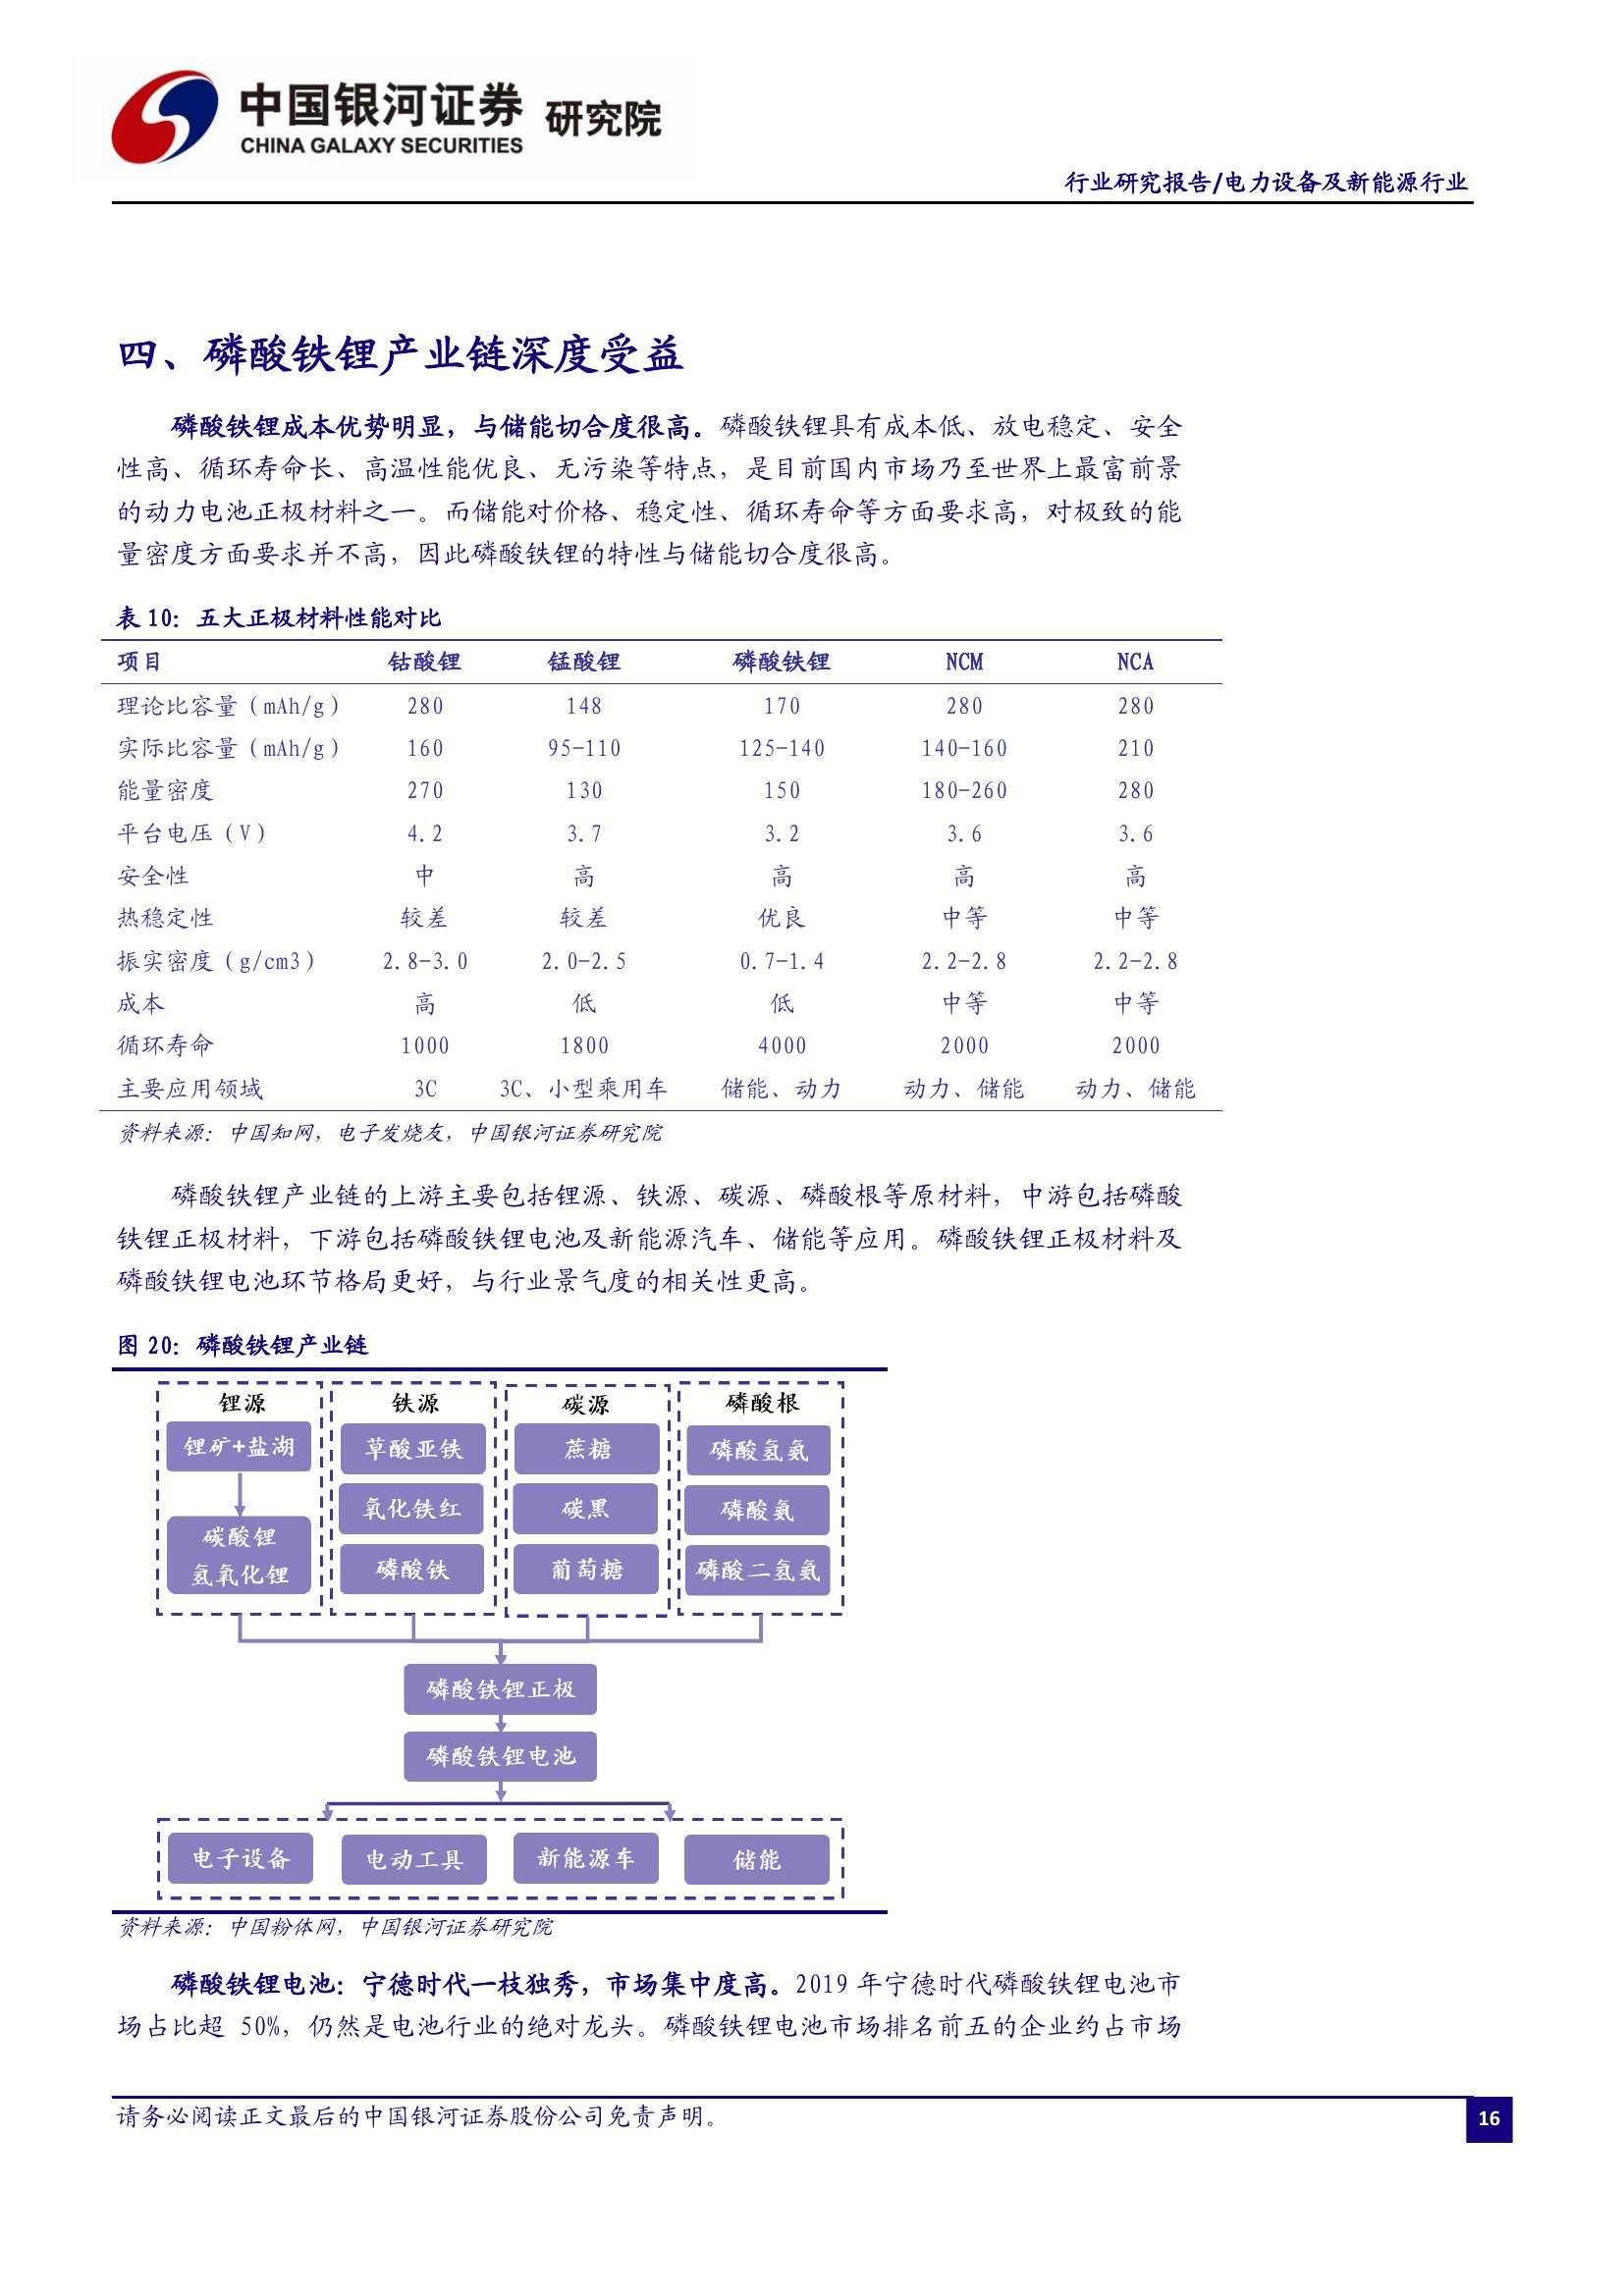 中国银河证券 研究院
CHINA GALAXY SECURITIES
行业研究报告/电力设备及新能源行业
四、磷酸铁锂产业链深度受益
磷酸铁锂成本优势明显，与储能切合度很高。磷酸铁锂具有成本低、放电稳定、安全
性高、循环寿命长、高温性能优良、无污染等特点，是目前国内市场乃至世界上最富前景
的动力电池正极材料之一。而储能对价格、稳定性、循环寿命等方面要求高，对极致的能
量密度方面要求并不高，因此磷酸铁锂的特性与储能切合度很高。
表 10：五大正极材料性能对比
项目 钴酸锂 锰酸锂 磷酸铁锂 NCM NCA
理论比容量（mAh/g） 280 148 170 280 280
实际比容量（mAh/g） 160 95-110 125-140 140-160 210
能量密度 270 130 150 180-260 280
平台电压（V） 4.2 3.7 3.2 3.6 3.6
安全性 中 高 高 高 高
热稳定性 较差 较差 优良 中等 中等
振实密度（g/cm3） 2.8-3.0 2.0-2.5 0.7-1.4 2.2-2.8 2.2-2.8
成本 高 低 低 中等 中等
循环寿命 1000 1800 4000 2000 2000
主要应用领域 3C 3C、小型乘用车 储能、动力 动力、储能 动力、储能
资料来源：中国知网，电子发烧友，中国银河证券研究院
磷酸铁锂产业链的上游主要包括锂源、铁源、碳源、磷酸根等原材料，中游包括磷酸
铁锂正极材料，下游包括磷酸铁锂电池及新能源汽车、储能等应用。磷酸铁锂正极材料及
磷酸铁锂电池环节格局更好，与行业景气度的相关性更高。
图 20：磷酸铁锂产业链
锂源 铁源 碳源 磷酸根
锂矿+盐湖 草酸亚铁 蔗糖 磷酸氢氨
氧化铁红 碳黑 磷酸氨
碳酸锂
氢氧化锂 磷酸铁 葡萄糖 磷酸二氢氨
磷酸铁锂正极
磷酸铁锂电池
电子设备 电动工具 新能源车 储能
资料来源：中国粉体网，中国银河证券研究院
磷酸铁锂电池：宁德时代一枝独秀，市场集中度高。2019 年宁德时代磷酸铁锂电池市
场占比超 50%，仍然是电池行业的绝对龙头。磷酸铁锂电池市场排名前五的企业约占市场
请务必阅读正文最后的中国银河证券股份公司免责声明。
16